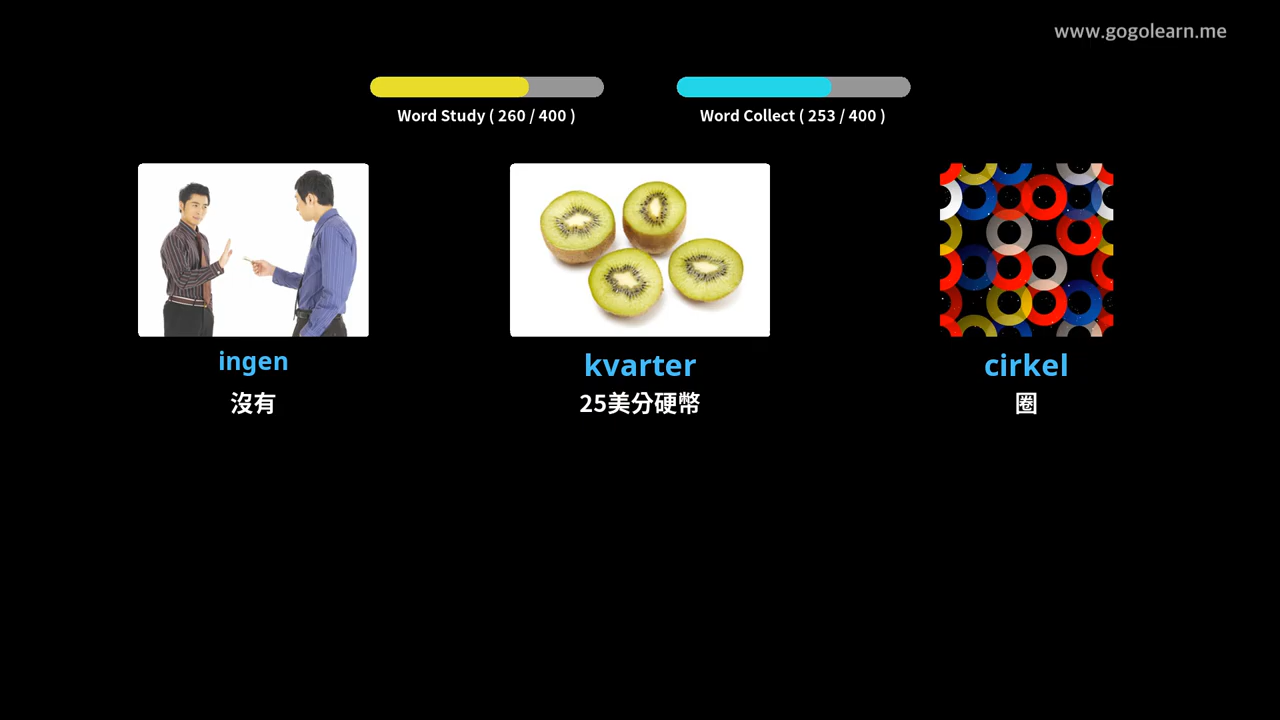 www.gogolearn.me
Word Study ( 260 / 400 )
Word Collect ( 253 / 400 )
ingen
沒有
kvarter
25美分硬幣
cirkel
圈